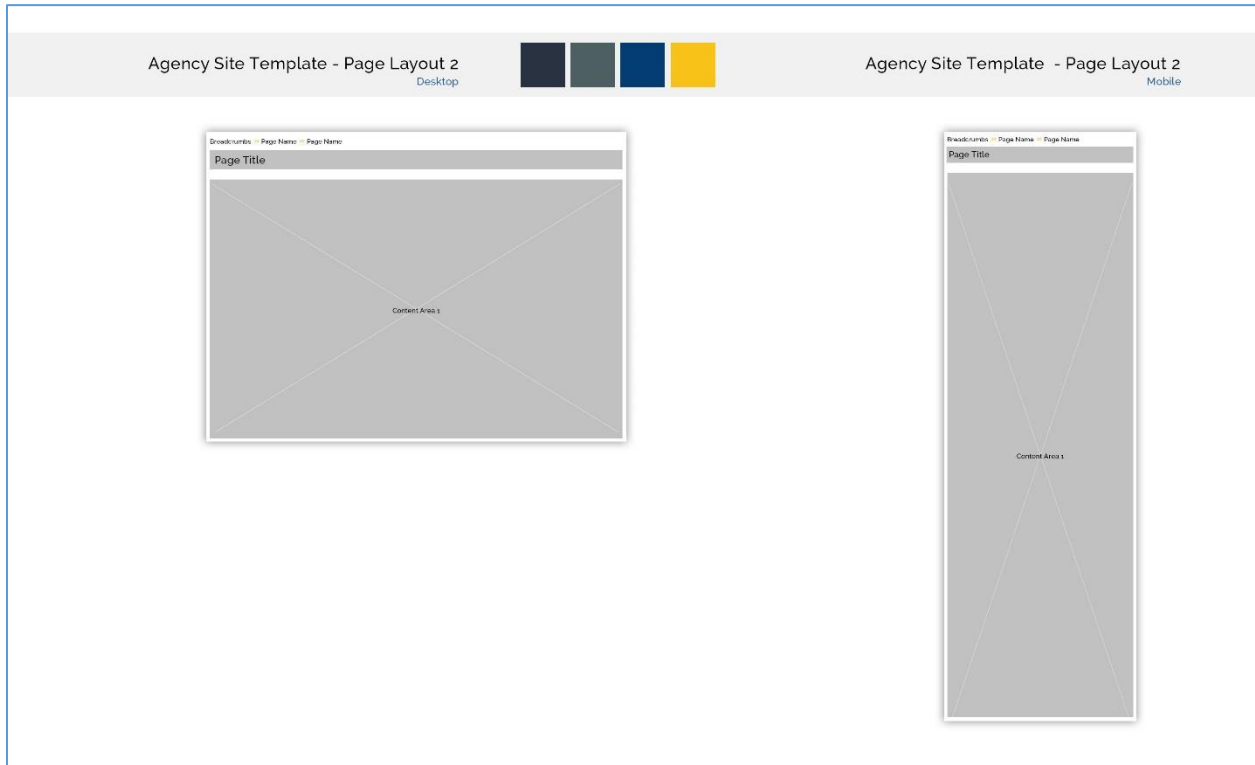 Agency Site Template - Page Layout 2
Desktop
Agency Site Template - Page Layout 2
Mobile
Breadcrumbs >> Page Name >> Page Name
Page Title
Content Area 1
Breadcrumbs >> Page Name >> Page Name
Page Title
Content Area 1